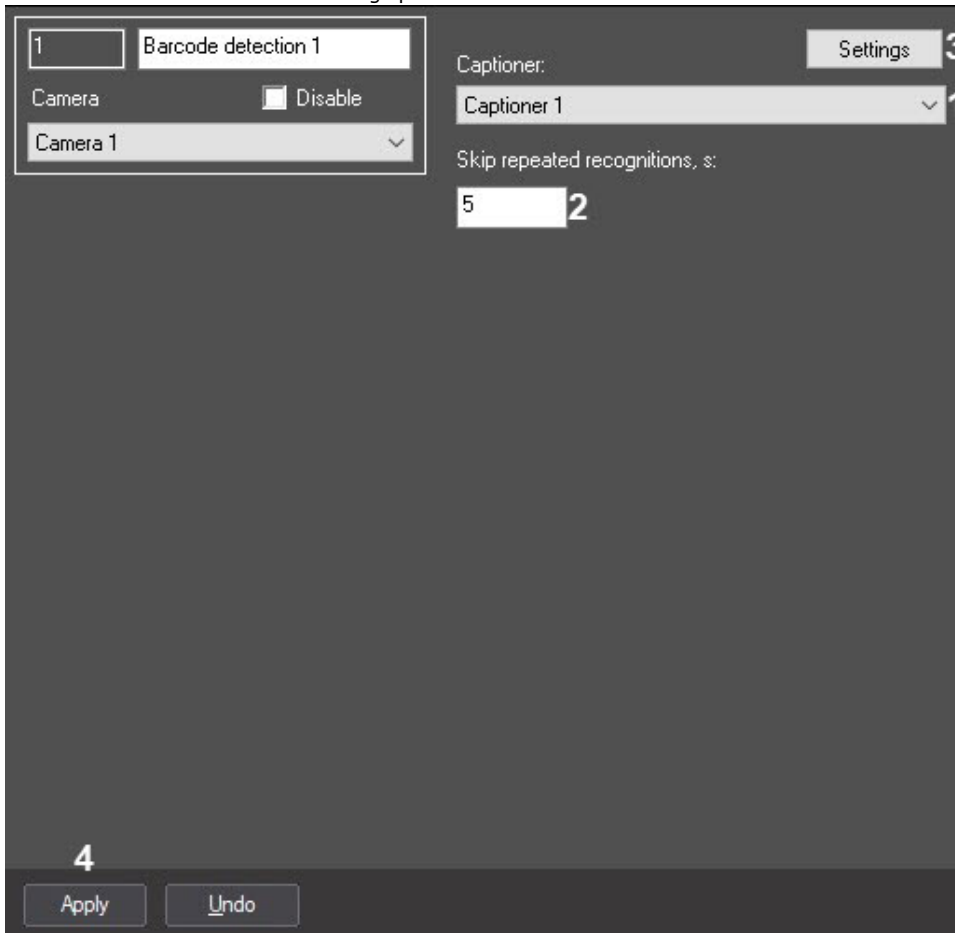 1 Barcode detection 1
Camera Disable
Camera 1
Settings 3
Captioner:
Captioner 1 1
Skip repeated recognitions, s:
5 2
4
Apply Undo